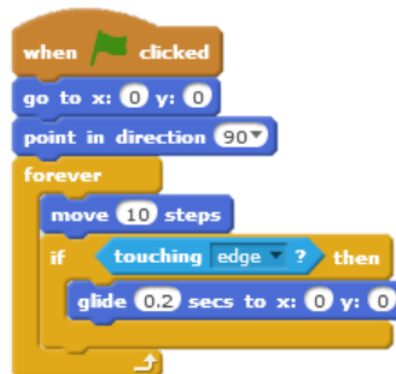 when clicked
go to x: 0 y: 0
point in direction 90
forever
move 10 steps
if touching edge ? then
glide 0.2 secs to x: 0 y: 0